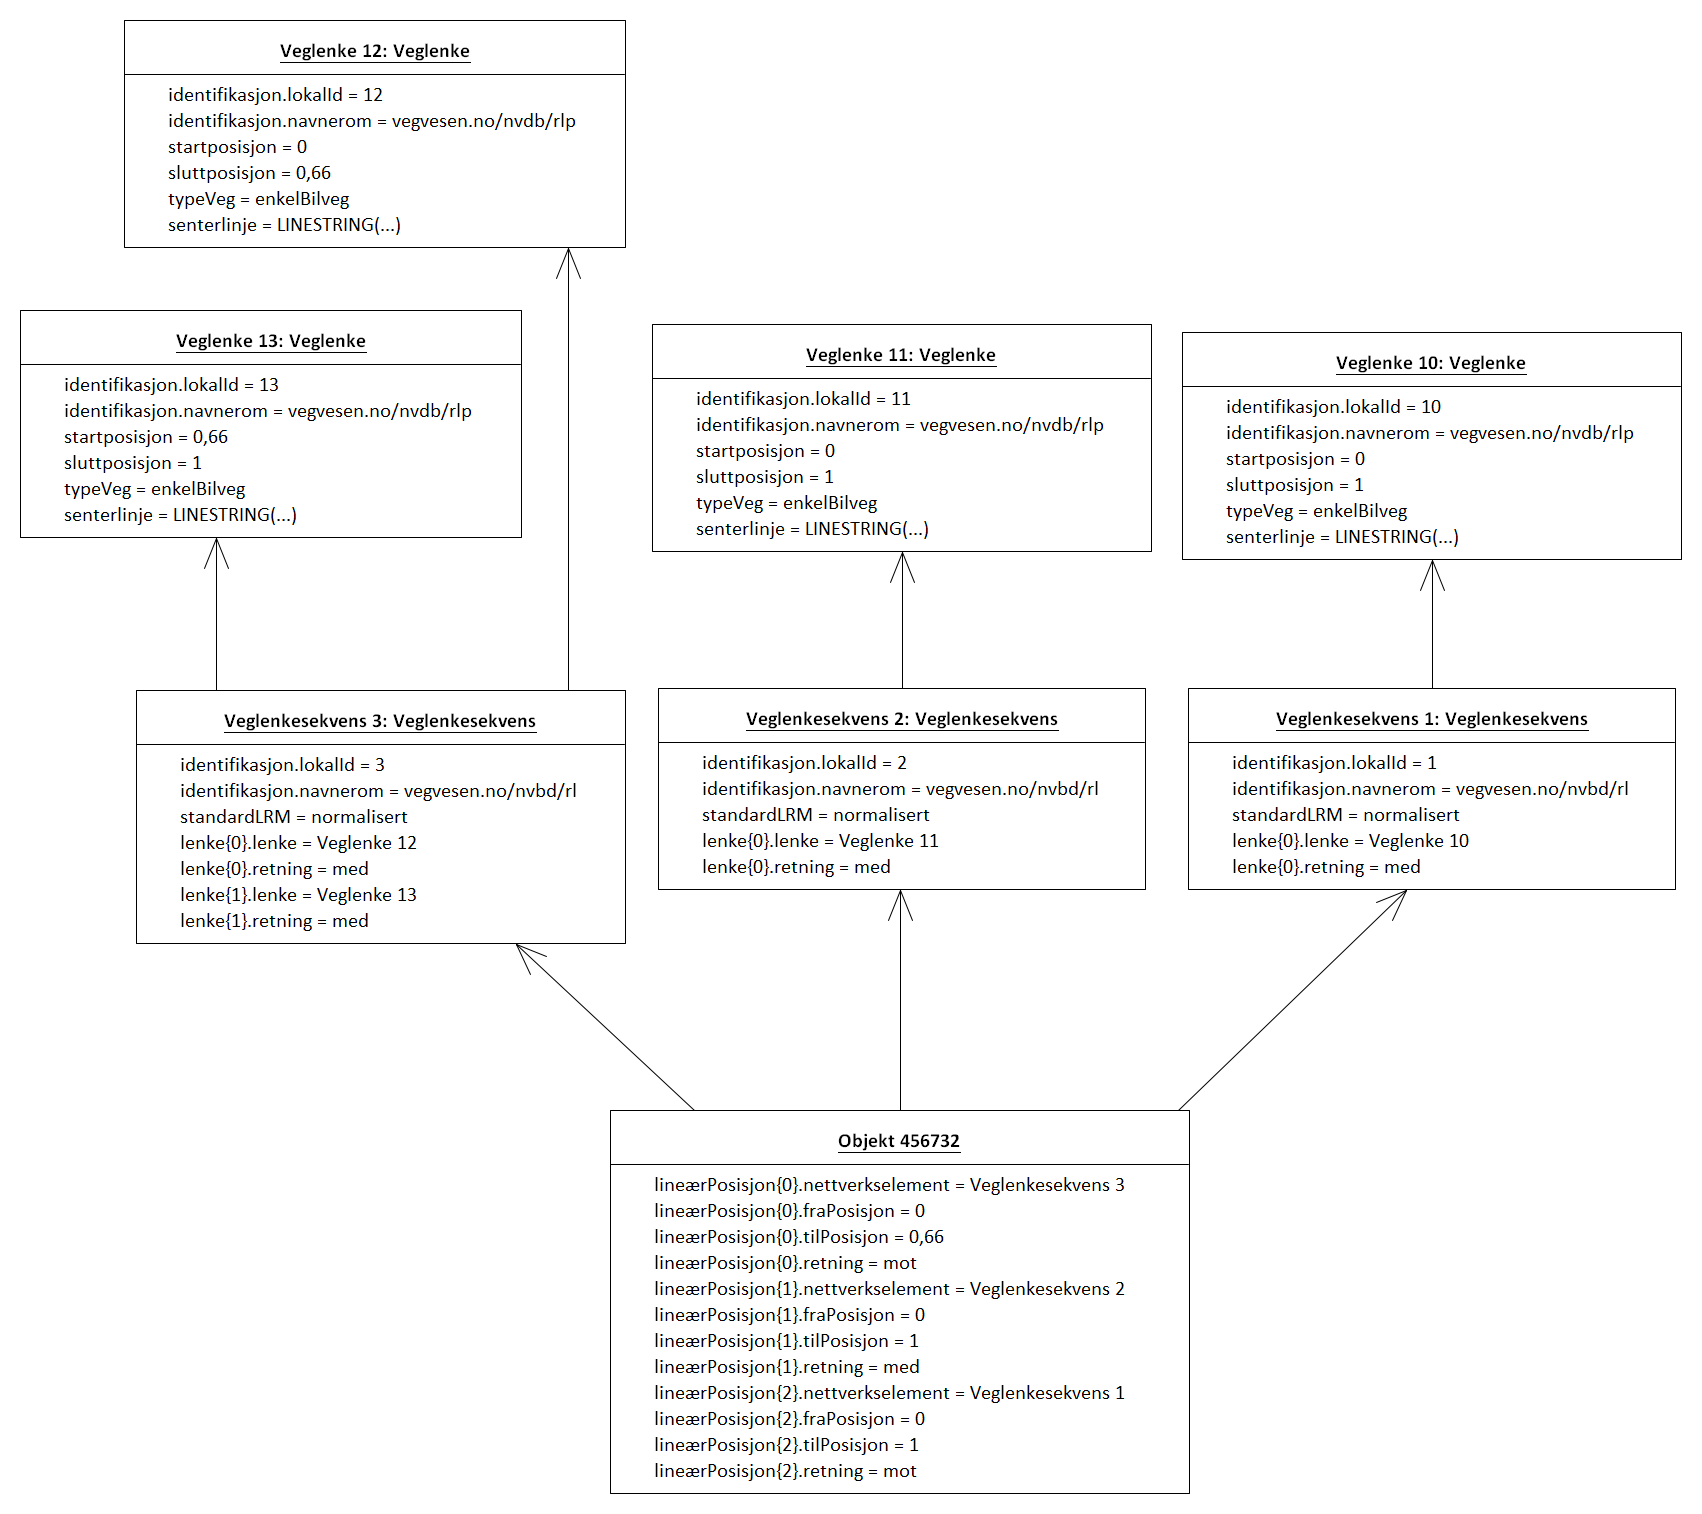 Veglenke 12: Veglenke
identifikasjon.lokalId = 12
identifikasjon.navnerom = vegvesen.no/nvdb/rlp
startposisjon = 0
sluttposisjon = 0,66
typeVeg = enkelBilveg
senterlinje = LINESTRING(...)
Veglenke 13: Veglenke
identifikasjon.lokalId = 13
identifikasjon.navnerom = vegvesen.no/nvdb/rlp
startposisjon = 0,66
sluttposisjon = 1
typeVeg = enkelBilveg
senterlinje = LINESTRING(...)
Veglenke 11: Veglenke
identifikasjon.lokalId = 11
identifikasjon.navnerom = vegvesen.no/nvdb/rlp
startposisjon = 0
sluttposisjon = 1
typeVeg = enkelBilveg
senterlinje = LINESTRING(...)
Veglenke 10: Veglenke
identifikasjon.lokalId = 10
identifikasjon.navnerom = vegvesen.no/nvdb/rlp
startposisjon = 0
sluttposisjon = 1
typeVeg = enkelBilveg
senterlinje = LINESTRING(...)
Veglenkesekvens 3: Veglenkesekvens
identifikasjon.lokalId = 3
identifikasjon.navnerom = vegvesen.no/nvbd/rl
standardLRM = normalisert
lenke{0}.lenke = Veglenke 12
lenke{0}.retning = med
lenke{1}.lenke = Veglenke 13
lenke{1}.retning = med
Veglenkesekvens 2: Veglenkesekvens
identifikasjon.lokalId = 2
identifikasjon.navnerom = vegvesen.no/nvbd/rl
standardLRM = normalisert
lenke{0}.lenke = Veglenke 11
lenke{0}.retning = med
Veglenkesekvens 1: Veglenkesekvens
identifikasjon.lokalId = 1
identifikasjon.navnerom = vegvesen.no/nvbd/rl
standardLRM = normalisert
lenke{0}.lenke = Veglenke 10
lenke{0}.retning = med
Objekt 456732
lineærPosisjon{0}.nettverkselement = Veglenkesekvens 3
lineærPosisjon{0}.fraPosisjon = 0
lineærPosisjon{0}.tilPosisjon = 0,66
lineærPosisjon{0}.retning = mot
lineærPosisjon{1}.nettverkselement = Veglenkesekvens 2
lineærPosisjon{1}.fraPosisjon = 0
lineærPosisjon{1}.tilPosisjon = 1
lineærPosisjon{1}.retning = med
lineærPosisjon{2}.nettverkselement = Veglenkesekvens 1
lineærPosisjon{2}.fraPosisjon = 0
lineærPosisjon{2}.tilPosisjon = 1
lineærPosisjon{2}.retning = mot